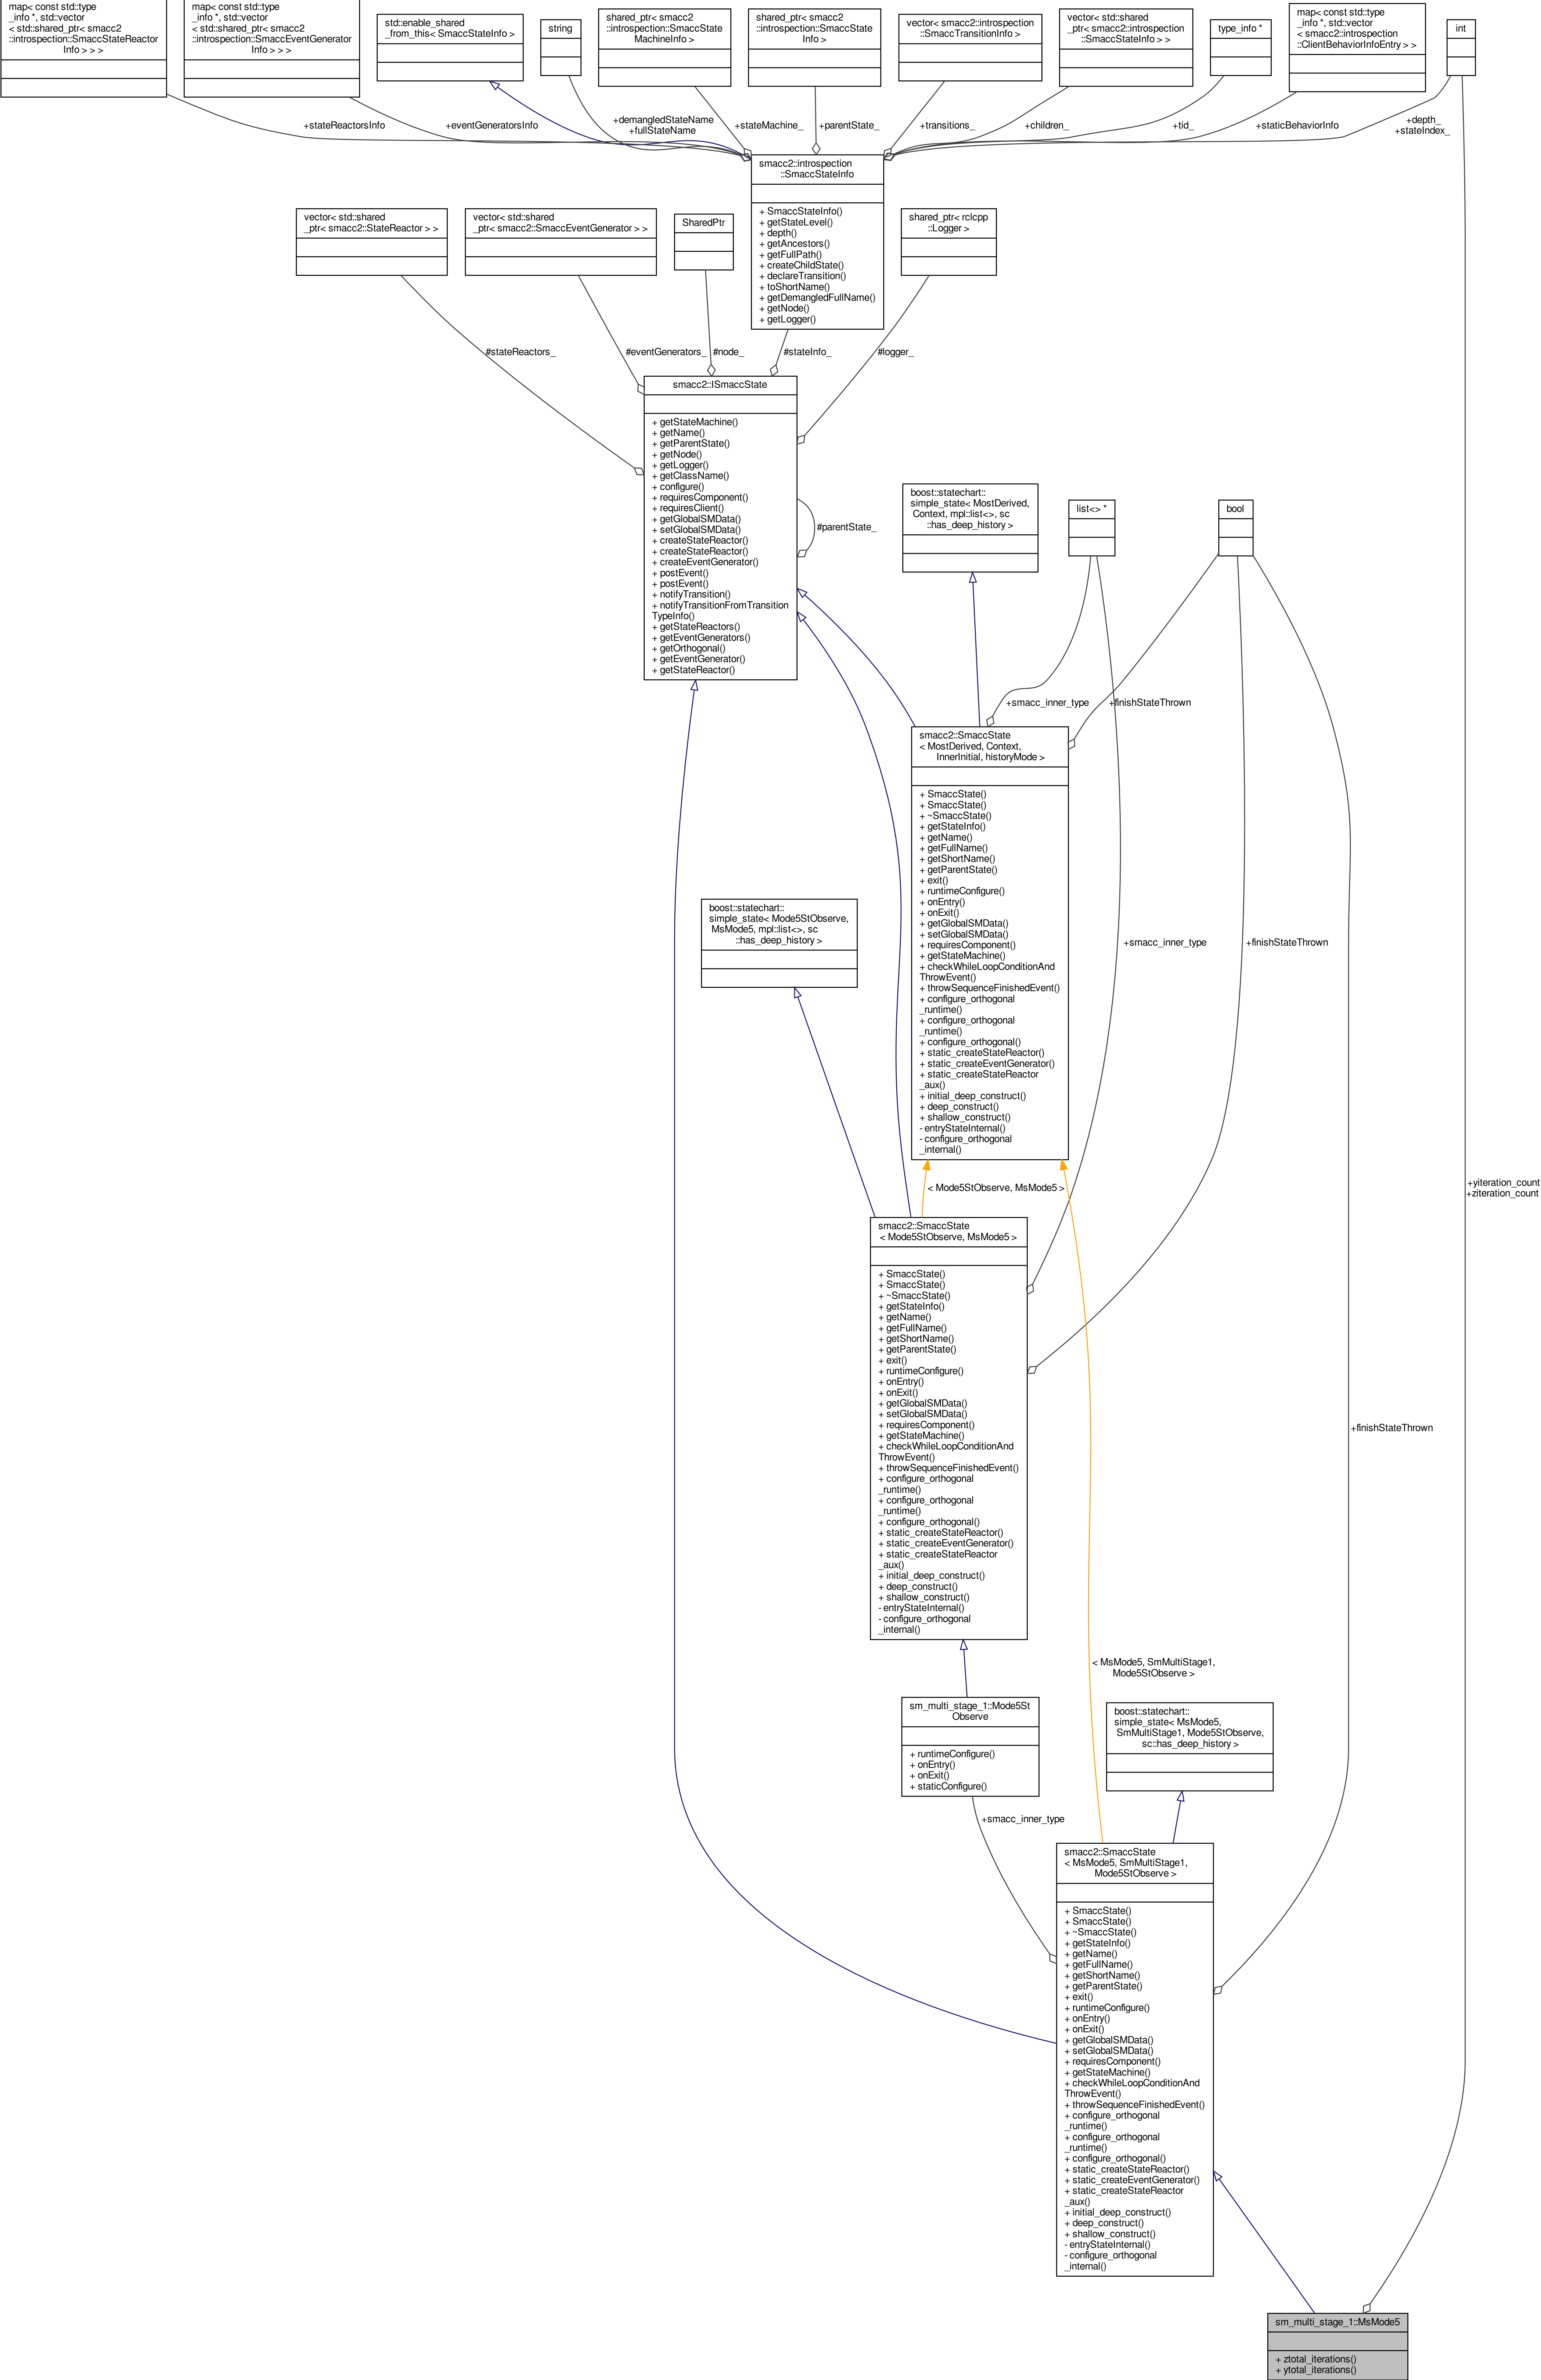 map< const std::type
_info *, std::vector
< std::shared_ptr< smacc2
::introspection::SmaccStateReactor
Info > > >
map< const std::type
_info *, std::vector
< std::shared_ptr< smacc2
::introspection::SmaccEventGenerator
Info > > >
std::enable_shared
_from_this< SmaccStateInfo >
string
shared_ptr< smacc2
::introspection::SmaccState
MachineInfo >
shared_ptr< smacc2
::introspection::SmaccState
Info >
vector< smacc2::introspection
::SmaccTransitionInfo >
vector< std::shared
_ptr< smacc2::introspection
::SmaccStateInfo > >
type_info *
map< const std::type
_info *, std::vector
< smacc2::introspection
::ClientBehaviorInfoEntry > >
int
+stateReactorsInfo
+eventGeneratorsInfo
+demangledStateName
+fullStateName
+stateMachine_
+parentState_
+transitions_
+children_
+tid_
+staticBehaviorInfo
+depth_
+stateIndex_
smacc2::introspection
::SmaccStateInfo
+ SmaccStateInfo()
+ getStateLevel()
+ depth()
+ getAncestors()
+ getFullPath()
+ createChildState()
+ declareTransition()
+ toShortName()
+ getDemangledFullName()
+ getNode()
+ getLogger()
vector< std::shared
_ptr< smacc2::StateReactor > >
vector< std::shared
_ptr< smacc2::SmaccEventGenerator > >
SharedPtr
shared_ptr< rclcpp
::Logger >
#stateReactors_
#eventGenerators_
#node_
#stateInfo_
#logger_
smacc2::ISmaccState
+ getStateMachine()
+ getName()
+ getParentState()
+ getNode()
+ getLogger()
+ getClassName()
+ configure()
+ requiresComponent()
+ requiresClient()
+ getGlobalSMData()
+ setGlobalSMData()
+ createStateReactor()
+ createStateReactor()
+ createEventGenerator()
+ postEvent()
+ postEvent()
+ notifyTransition()
+ notifyTransitionFromTransition
TypeInfo()
+ getStateReactors()
+ getEventGenerators()
+ getOrthogonal()
+ getEventGenerator()
+ getStateReactor()
#parentState_
boost::statechart::
simple_state< MostDerived,
Context, mpl::list<>, sc
::has_deep_history >
list<> *
bool
+smacc_inner_type
+finishStateThrown
smacc2::SmaccState
< MostDerived, Context,
InnerInitial, historyMode >
+ SmaccState()
+ SmaccState()
+ ~SmaccState()
+ getStateInfo()
+ getName()
+ getFullName()
+ getShortName()
+ getParentState()
+ exit()
+ runtimeConfigure()
+ onEntry()
+ onExit()
+ getGlobalSMData()
+ setGlobalSMData()
+ requiresComponent()
+ getStateMachine()
+ checkWhileLoopConditionAnd
ThrowEvent()
+ throwSequenceFinishedEvent()
+ configure_orthogonal
_runtime()
+ configure_orthogonal
_runtime()
+ configure_orthogonal()
+ static_createStateReactor()
+ static_createEventGenerator()
+ static_createStateReactor
_aux()
+ initial_deep_construct()
+ deep_construct()
+ shallow_construct()
- entryStateInternal()
- configure_orthogonal
_internal()
boost::statechart::
simple_state< Mode5StObserve,
MsMode5, mpl::list<>, sc
::has_deep_history >
+smacc_inner_type
+finishStateThrown
< Mode5StObserve, MsMode5 >
+yiteration_count
+ziteration_count
smacc2::SmaccState
< Mode5StObserve, MsMode5 >
+ SmaccState()
+ SmaccState()
+ ~SmaccState()
+ getStateInfo()
+ getName()
+ getFullName()
+ getShortName()
+ getParentState()
+ exit()
+ runtimeConfigure()
+ onEntry()
+ onExit()
+ getGlobalSMData()
+ setGlobalSMData()
+ requiresComponent()
+ getStateMachine()
+ checkWhileLoopConditionAnd
ThrowEvent()
+ throwSequenceFinishedEvent()
+ configure_orthogonal
_runtime()
+ configure_orthogonal
_runtime()
+ configure_orthogonal()
+ static_createStateReactor()
+ static_createEventGenerator()
+ static_createStateReactor
_aux()
+ initial_deep_construct()
+ deep_construct()
+ shallow_construct()
- entryStateInternal()
- configure_orthogonal
_internal()
+finishStateThrown
< MsMode5, SmMultiStage1,
Mode5StObserve >
sm_multi_stage_1::Mode5St
Observe
+ runtimeConfigure()
+ onEntry()
+ onExit()
+ staticConfigure()
boost::statechart::
simple_state< MsMode5,
SmMultiStage1, Mode5StObserve,
sc::has_deep_history >
+smacc_inner_type
smacc2::SmaccState
< MsMode5, SmMultiStage1,
Mode5StObserve >
+ SmaccState()
+ SmaccState()
+ ~SmaccState()
+ getStateInfo()
+ getName()
+ getFullName()
+ getShortName()
+ getParentState()
+ exit()
+ runtimeConfigure()
+ onEntry()
+ onExit()
+ getGlobalSMData()
+ setGlobalSMData()
+ requiresComponent()
+ getStateMachine()
+ checkWhileLoopConditionAnd
ThrowEvent()
+ throwSequenceFinishedEvent()
+ configure_orthogonal
_runtime()
+ configure_orthogonal
_runtime()
+ configure_orthogonal()
+ static_createStateReactor()
+ static_createEventGenerator()
+ static_createStateReactor
_aux()
+ initial_deep_construct()
+ deep_construct()
+ shallow_construct()
- entryStateInternal()
- configure_orthogonal
_internal()
sm_multi_stage_1::MsMode5
+ ztotal_iterations()
+ ytotal_iterations()